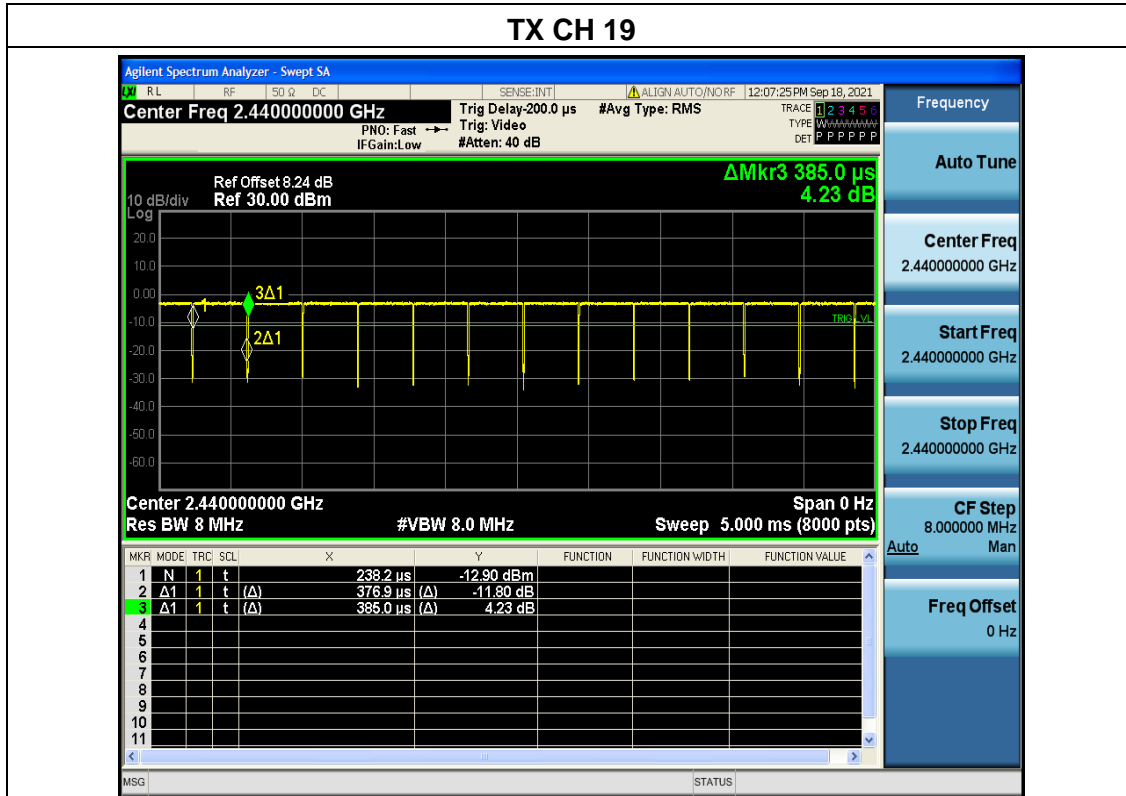 TX CH 19
Agilent Spectrum Analyzer - Swept SA
LXI RL RF 50 Ω DC SENSE:INT ALIGN AUTO/NO RF 12:07:25 PM Sep 18, 2021
Center Freq 2.440000000 GHz
PNO: Fast
IFGain:Low
Trig Delay-200.0 µs
Trig: Video
#Atten: 40 dB
#Avg Type: RMS
TRACE 1 2 3 4 5 6
TYPE W
DET P P P P P P
ΔMkr3 385.0 µs
4.23 dB
Ref Offset 8.24 dB
10 dB/div Ref 30.00 dBm
Log
20.0
10.0
0.00
-10.0
-20.0
-30.0
-40.0
-50.0
-60.0
1
3Δ1
2Δ1
TRIG LVL
Center 2.440000000 GHz Span 0 Hz
Res BW 8 MHz #VBW 8.0 MHz Sweep 5.000 ms (8000 pts)
MKR MODE TRC SCL X Y FUNCTION FUNCTION WIDTH FUNCTION VALUE
1 N 1 t 238.2 µs -12.90 dBm
2 Δ1 1 t (Δ) 376.9 µs (Δ) -11.80 dB
3 Δ1 1 t (Δ) 385.0 µs (Δ) 4.23 dB
4
5
6
7
8
9
10
11
MSG STATUS
Frequency
Auto Tune
Center Freq
2.440000000 GHz
Start Freq
2.440000000 GHz
Stop Freq
2.440000000 GHz
CF Step
8.000000 MHz
Auto Man
Freq Offset
0 Hz